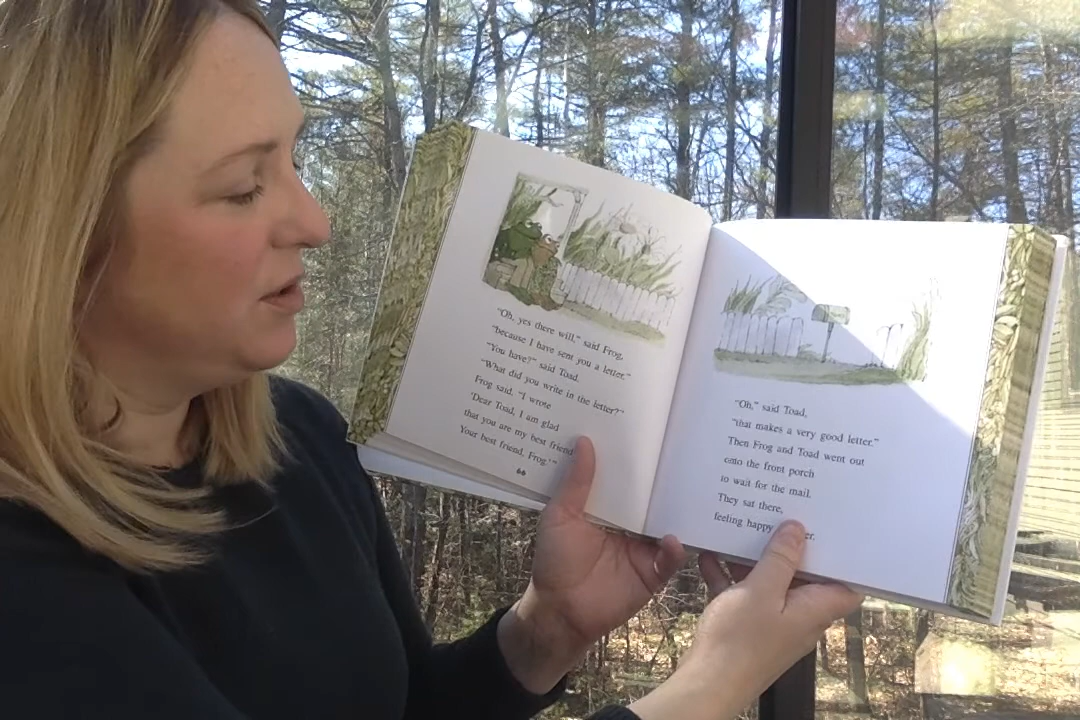 "Oh, yes there will," said Frog,
"because I have sent you a letter."
"You have?" said Toad.
"What did you write in the letter?"
Frog said, "I wrote
'Dear Toad, I am glad
that you are my best friend
Your best friend, Frog.'"
66
"Oh," said Toad,
"that makes a very good letter."
Then Frog and Toad went out
onto the front porch
to wait for the mail.
They sat there,
feeling happy